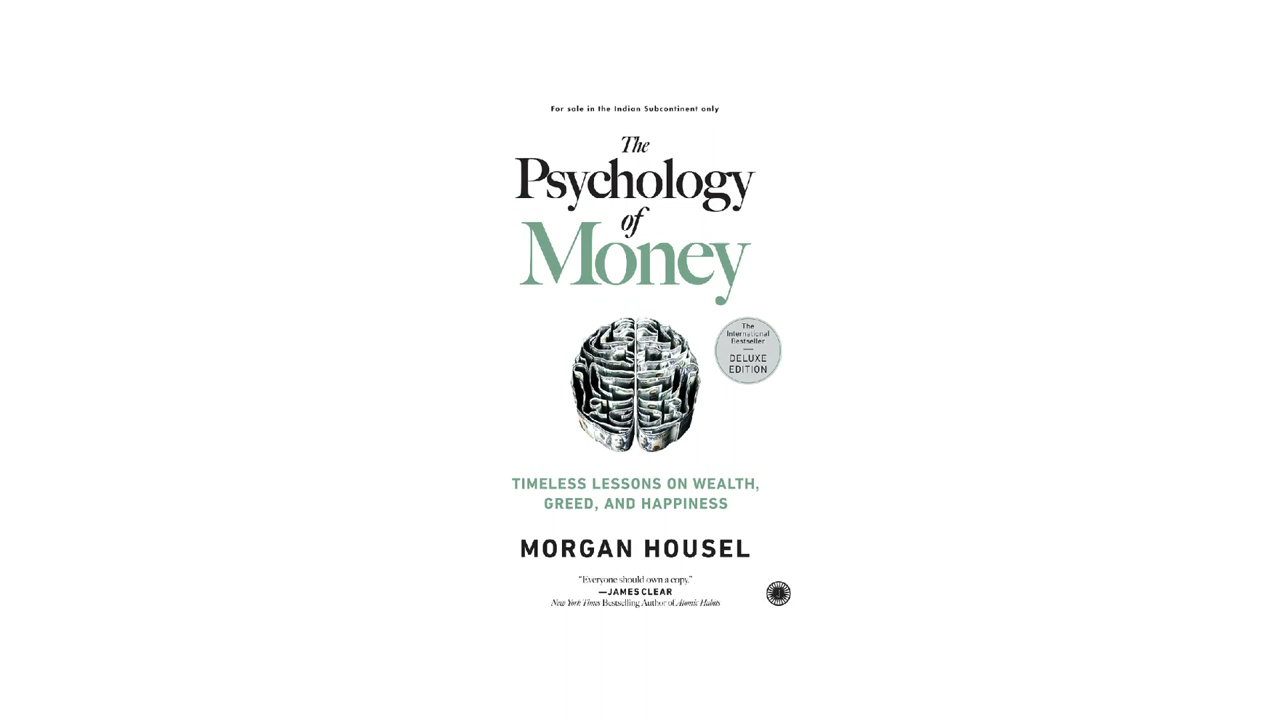 For sale in the Indian Subcontinent only
The
Psychology
of
Money
The
International
Bestseller
DELUXE
EDITION
TIMELESS LESSONS ON WEALTH,
GREED, AND HAPPINESS
MORGAN HOUSEL
“Everyone should own a copy.”
—JAMES CLEAR
New York Times Bestselling Author of Atomic Habits